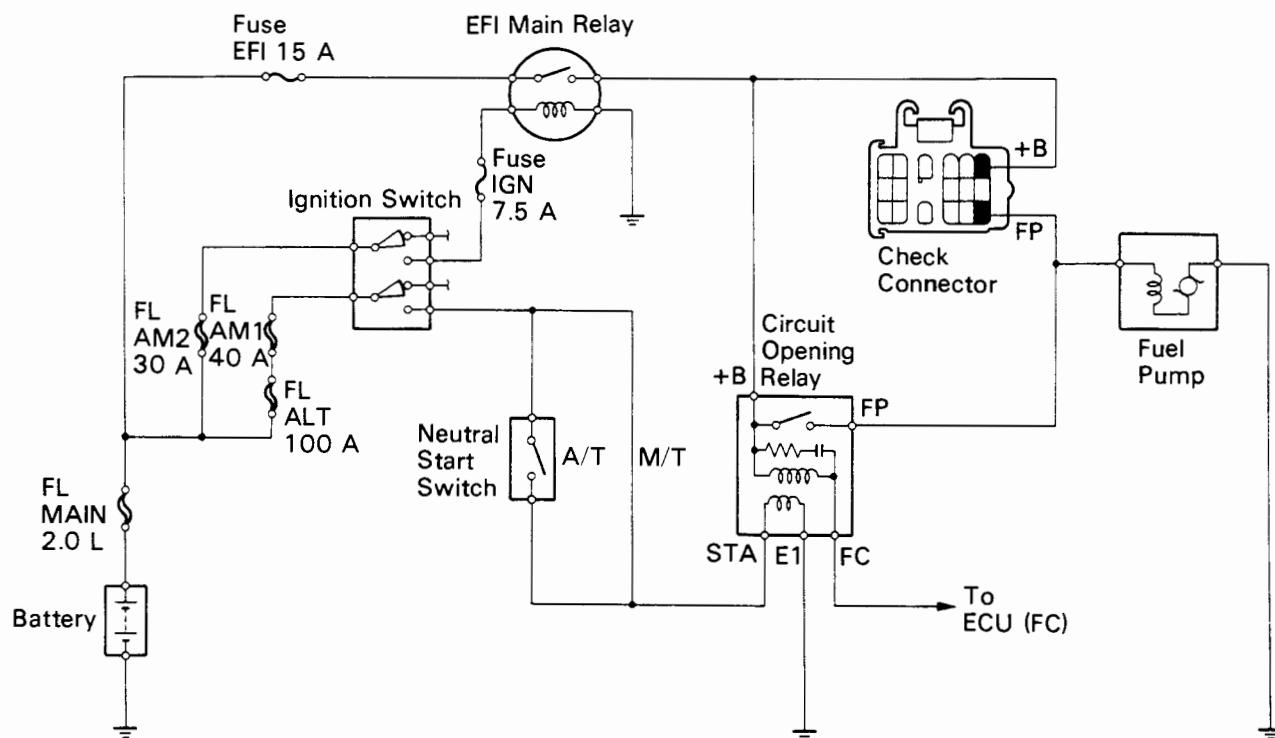 Fuse
EFI 15 A
EFI Main Relay
+B
Fuse
IGN
7.5 A
Ignition Switch
FP
Check
Connector
FL
AM2
30 A
FL
AM1
40 A
FL
ALT
100 A
Circuit
Opening
Relay
+B
FP
Fuel
Pump
Neutral
Start
Switch
A/T
M/T
FL
MAIN
2.0 L
STA
E1
FC
Battery
To
ECU (FC)